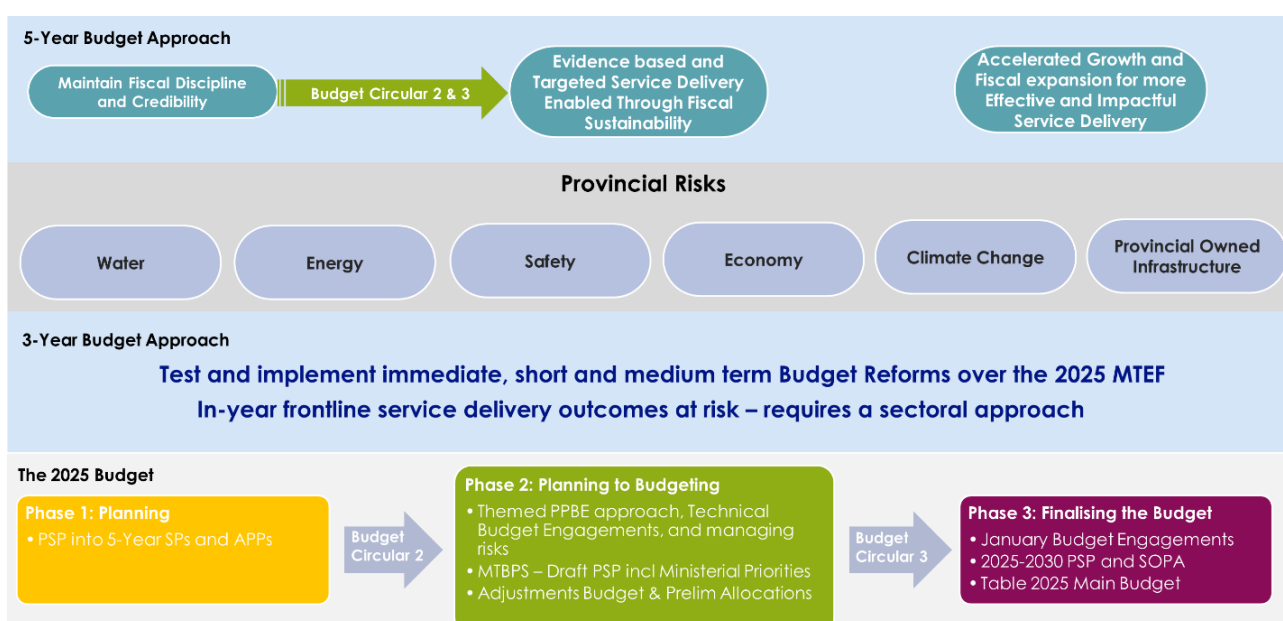 5-Year Budget Approach
Maintain Fiscal Discipline
and Credibility
Budget Circular 2 & 3
Evidence based and
Targeted Service Delivery
Enabled Through Fiscal
Sustainability
Accelerated Growth and
Fiscal expansion for more
Effective and Impactful
Service Delivery
Provincial Risks
Water
Energy
Safety
Economy
Climate Change
Provincial Owned
Infrastructure
3-Year Budget Approach
Test and implement immediate, short and medium term Budget Reforms over the 2025 MTEF
In-year frontline service delivery outcomes at risk – requires a sectoral approach
The 2025 Budget
Phase 1: Planning
• PSP into 5-Year SPs and APPs
Budget
Circular 2
Phase 2: Planning to Budgeting
• Themed PPBE approach, Technical
Budget Engagements, and managing
risks
• MTBPS – Draft PSP incl Ministerial Priorities
• Adjustments Budget & Prelim Allocations
Budget
Circular 3
Phase 3: Finalising the Budget
• January Budget Engagements
• 2025-2030 PSP and SOPA
• Table 2025 Main Budget